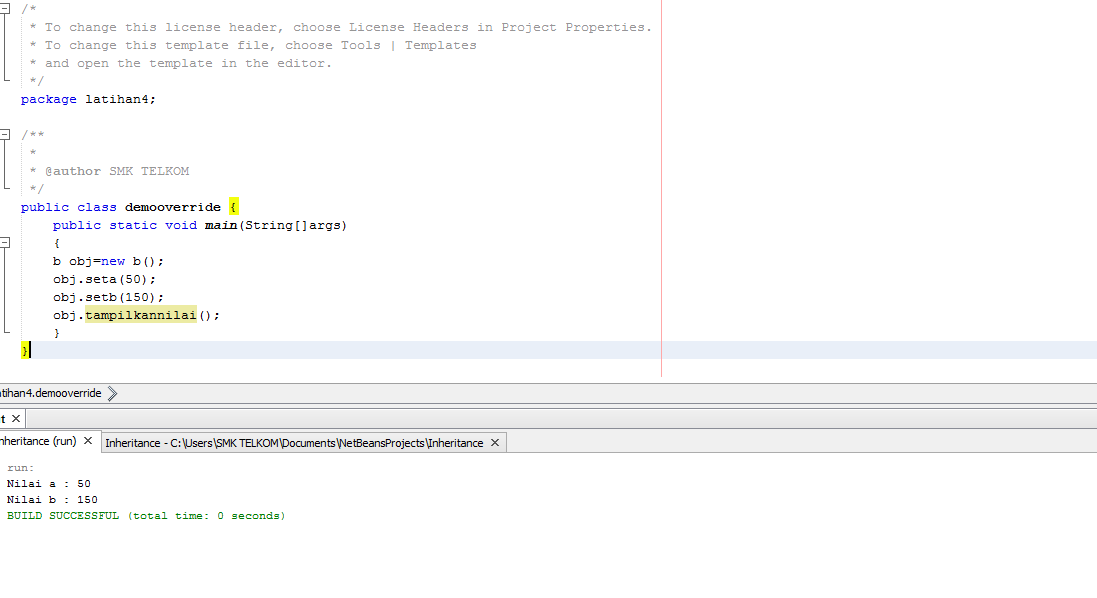 /*
* To change this license header, choose License Headers in Project Properties.
* To change this template file, choose Tools | Templates
* and open the template in the editor.
*/
package latihan4;
/**
*
* @author SMK TELKOM
*/
public class demooverride {
public static void main(String[]args)
{
b obj=new b();
obj.seta(50);
obj.setb(150);
obj.tampilkannilai();
}
}
atihan4.demooverride
t
nheritance (run)
Inheritance - C:\Users\SMK TELKOM\Documents\NetBeansProjects\Inheritance
run:
Nilai a : 50
Nilai b : 150
BUILD SUCCESSFUL (total time: 0 seconds)